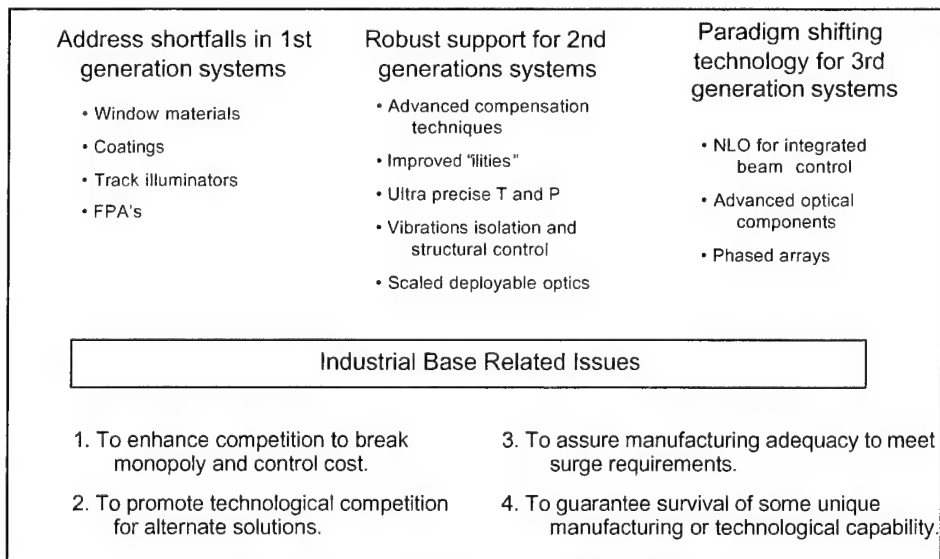 Address shortfalls in 1st
generation systems
• Window materials
• Coatings
• Track illuminators
• FPA's
Robust support for 2nd
generations systems
• Advanced compensation
techniques
• Improved "ilities"
• Ultra precise T and P
• Vibrations isolation and
structural control
• Scaled deployable optics
Paradigm shifting
technology for 3rd
generation systems
• NLO for integrated
beam control
• Advanced optical
components
• Phased arrays
Industrial Base Related Issues
1. To enhance competition to break
monopoly and control cost.
2. To promote technological competition
for alternate solutions.
3. To assure manufacturing adequacy to meet
surge requirements.
4. To guarantee survival of some unique
manufacturing or technological capability.